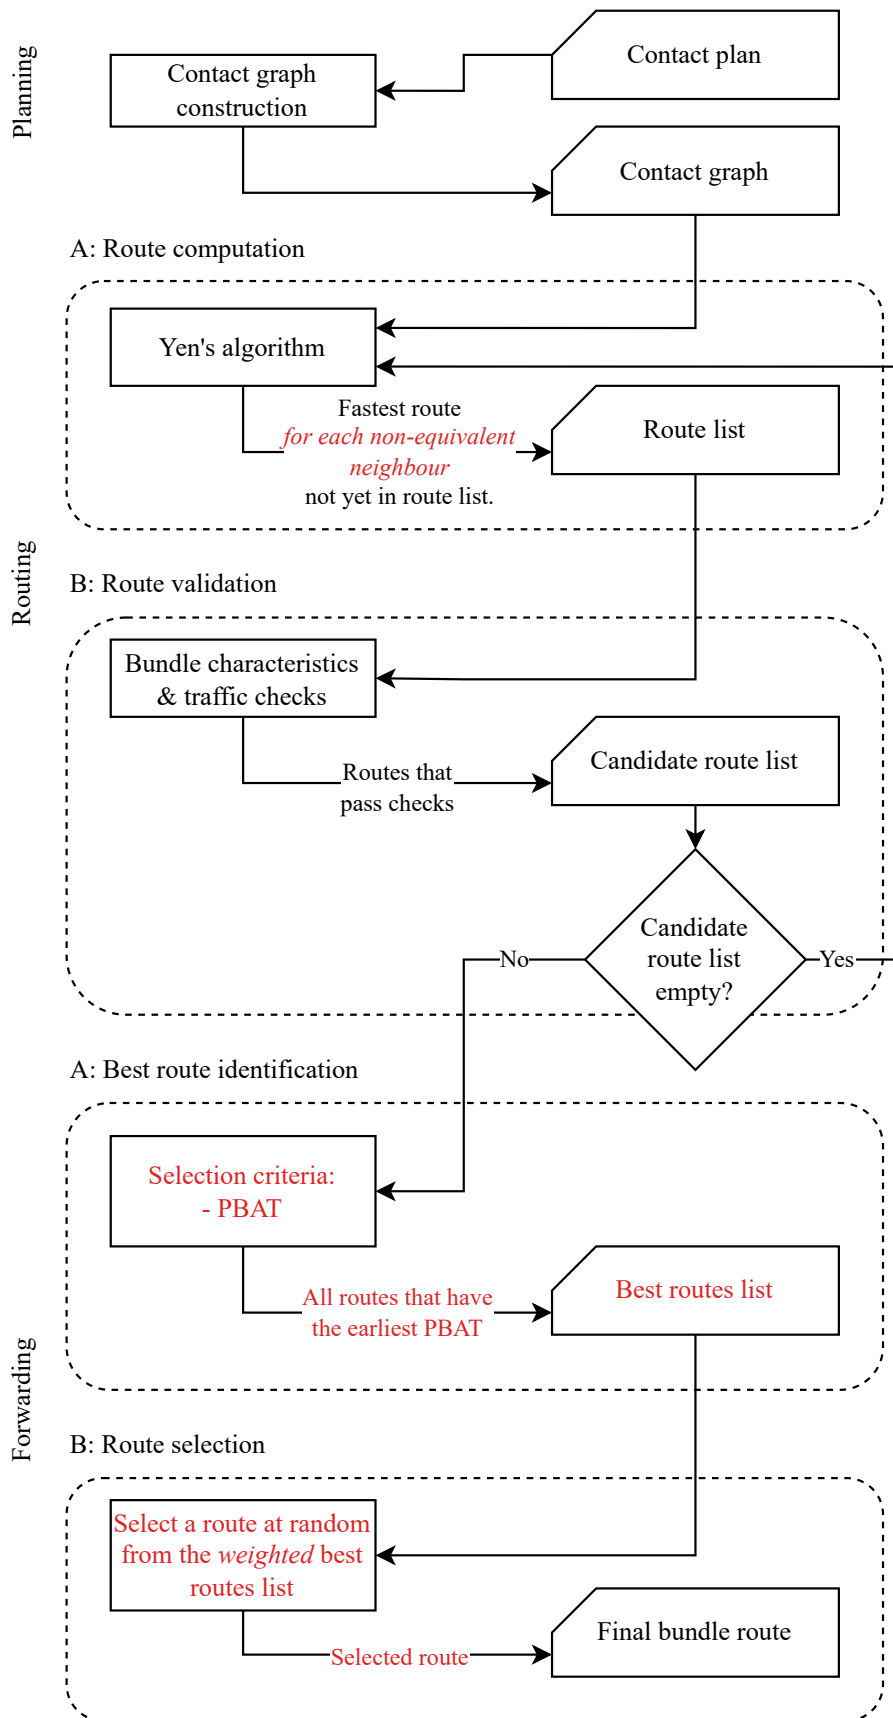 Planning
Contact plan
Contact graph
construction
Contact graph
A: Route computation
Yen's algorithm
Fastest route
for each non-equivalent
neighbour
not yet in route list.
Route list
Routing
B: Route validation
Bundle characteristics
& traffic checks
Routes that
pass checks
Candidate route list
Candidate
route list
empty?
No
Yes
A: Best route identification
Selection criteria:
- PBAT
All routes that have
the earliest PBAT
Best routes list
Forwarding
B: Route selection
Select a route at random
from the weighted best
routes list
Selected route
Final bundle route